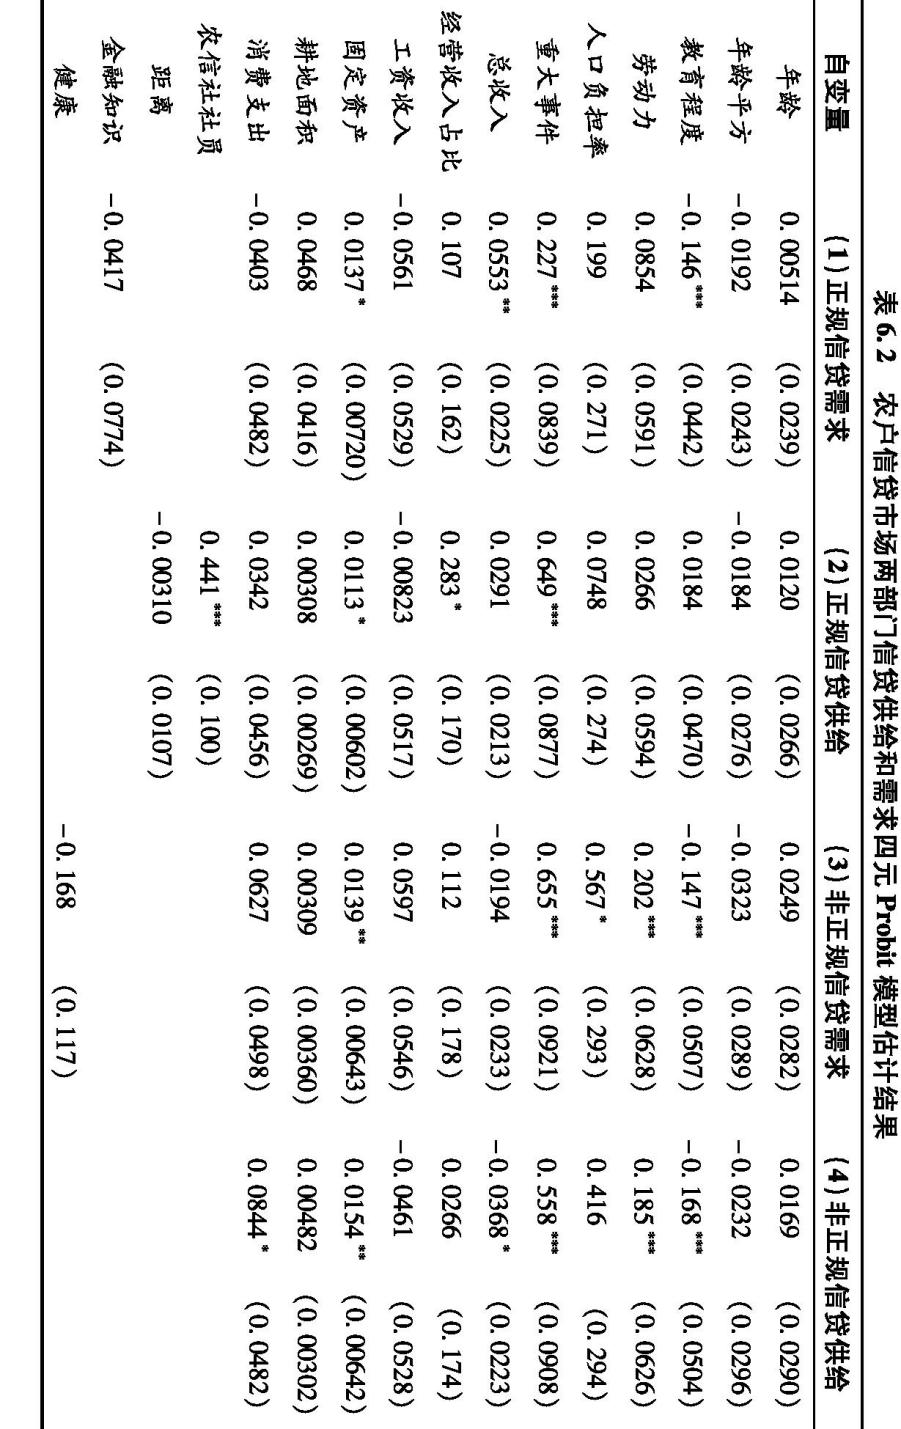 表 6.2 农户信贷市场两部门信贷供给和需求四元 Probit 模型估计结果
自变量 (1)正规信贷需求 (2)正规信贷供给 (3)非正规信贷需求 (4)非正规信贷供给
年龄 0.00514 (0.0239) 0.0120 (0.0266) 0.0249 (0.0282) 0.0169 (0.0290)
年龄平方 -0.0192 (0.0243) -0.0184 (0.0276) -0.0323 (0.0289) -0.0232 (0.0296)
教育程度 -0.146*** (0.0442) 0.0184 (0.0470) -0.147*** (0.0507) -0.168*** (0.0504)
劳动力 0.0854 (0.0591) 0.0266 (0.0594) 0.202*** (0.0628) 0.185*** (0.0626)
人口负担率 0.199 (0.271) 0.0748 (0.274) 0.567* (0.293) 0.416 (0.294)
重大事件 0.227*** (0.0839) 0.649*** (0.0877) 0.655*** (0.0921) 0.558*** (0.0908)
总收入 0.0553** (0.0225) 0.0291 (0.0213) -0.0194 (0.0233) -0.0368* (0.0223)
经营收入占比 0.107 (0.162) 0.283* (0.170) 0.112 (0.178) 0.0266 (0.174)
工资收入 -0.0561 (0.0529) -0.00823 (0.0517) 0.0597 (0.0546) -0.0461 (0.0528)
固定资产 0.0137* (0.00720) 0.0113* (0.00602) 0.0139** (0.00643) 0.0154** (0.00642)
耕地面积 0.0468 (0.0416) 0.00308 (0.00269) 0.00309 (0.00360) 0.00482 (0.00302)
消费支出 -0.0403 (0.0482) 0.0342 (0.0456) 0.0627 (0.0498) 0.0844* (0.0482)
农信社社员 0.441*** (0.100)
距离 -0.00310 (0.0107)
金融知识 -0.0417 (0.0774)
健康 -0.168 (0.117)